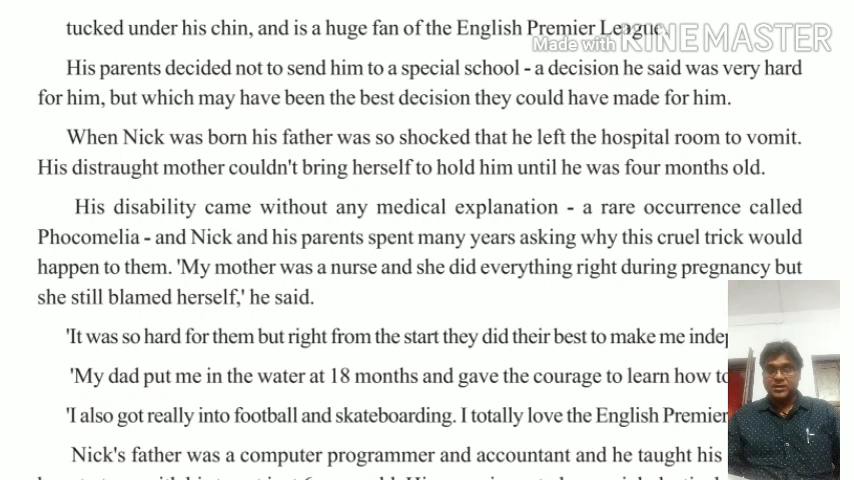 tucked under his chin, and is a huge fan of the English Premier League.
Made with KINEMASTER
His parents decided not to send him to a special school - a decision he said was very hard
for him, but which may have been the best decision they could have made for him.
When Nick was born his father was so shocked that he left the hospital room to vomit.
His distraught mother couldn't bring herself to hold him until he was four months old.
His disability came without any medical explanation - a rare occurrence called
Phocomelia - and Nick and his parents spent many years asking why this cruel trick would
happen to them. 'My mother was a nurse and she did everything right during pregnancy but
she still blamed herself,' he said.
'It was so hard for them but right from the start they did their best to make me
'My dad put me in the water at 18 months and gave the courage to learn how to
'I also got really into football and skateboarding. I totally love the English Premier
Nick's father was a computer programmer and accountant and he taught his